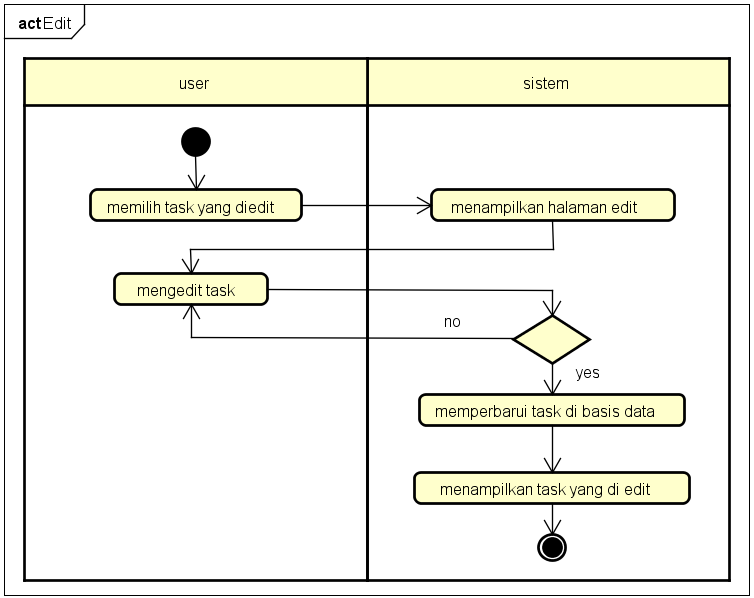 act Edit
user
sistem
memilih task yang diedit
menampilkan halaman edit
mengedit task
no
yes
memperbarui task di basis data
menampilkan task yang di edit